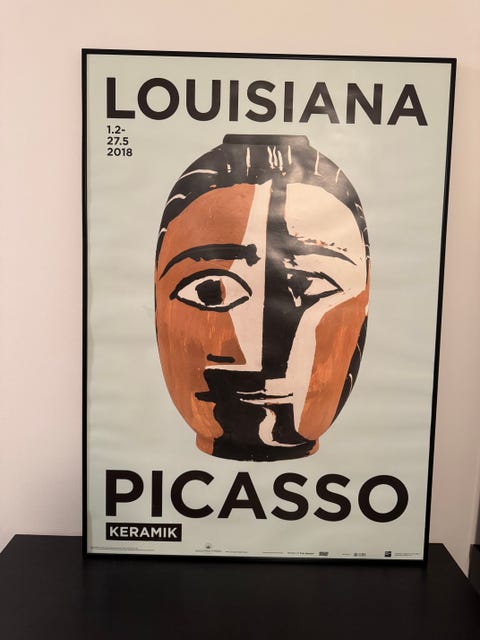 LOUISIANA
1.2-
27.5
2018
PICASSO
KERAMIK